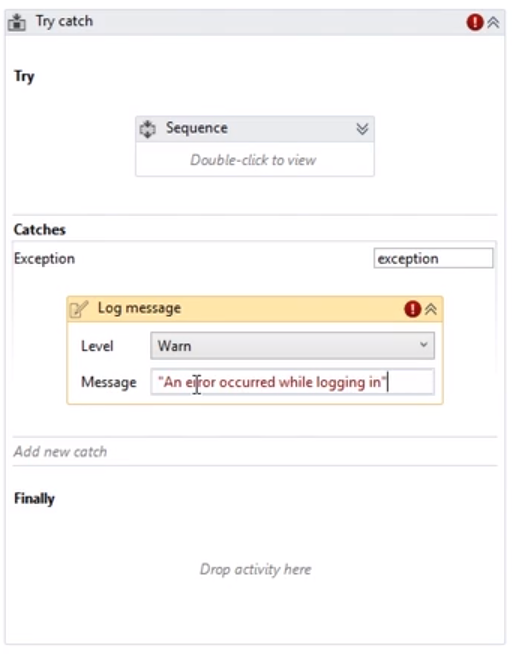 Try catch
Try
Sequence
Double-click to view
Catches
Exception exception
Log message
Level Warn
Message "An error occurred while logging in"
Add new catch
Finally
Drop activity here